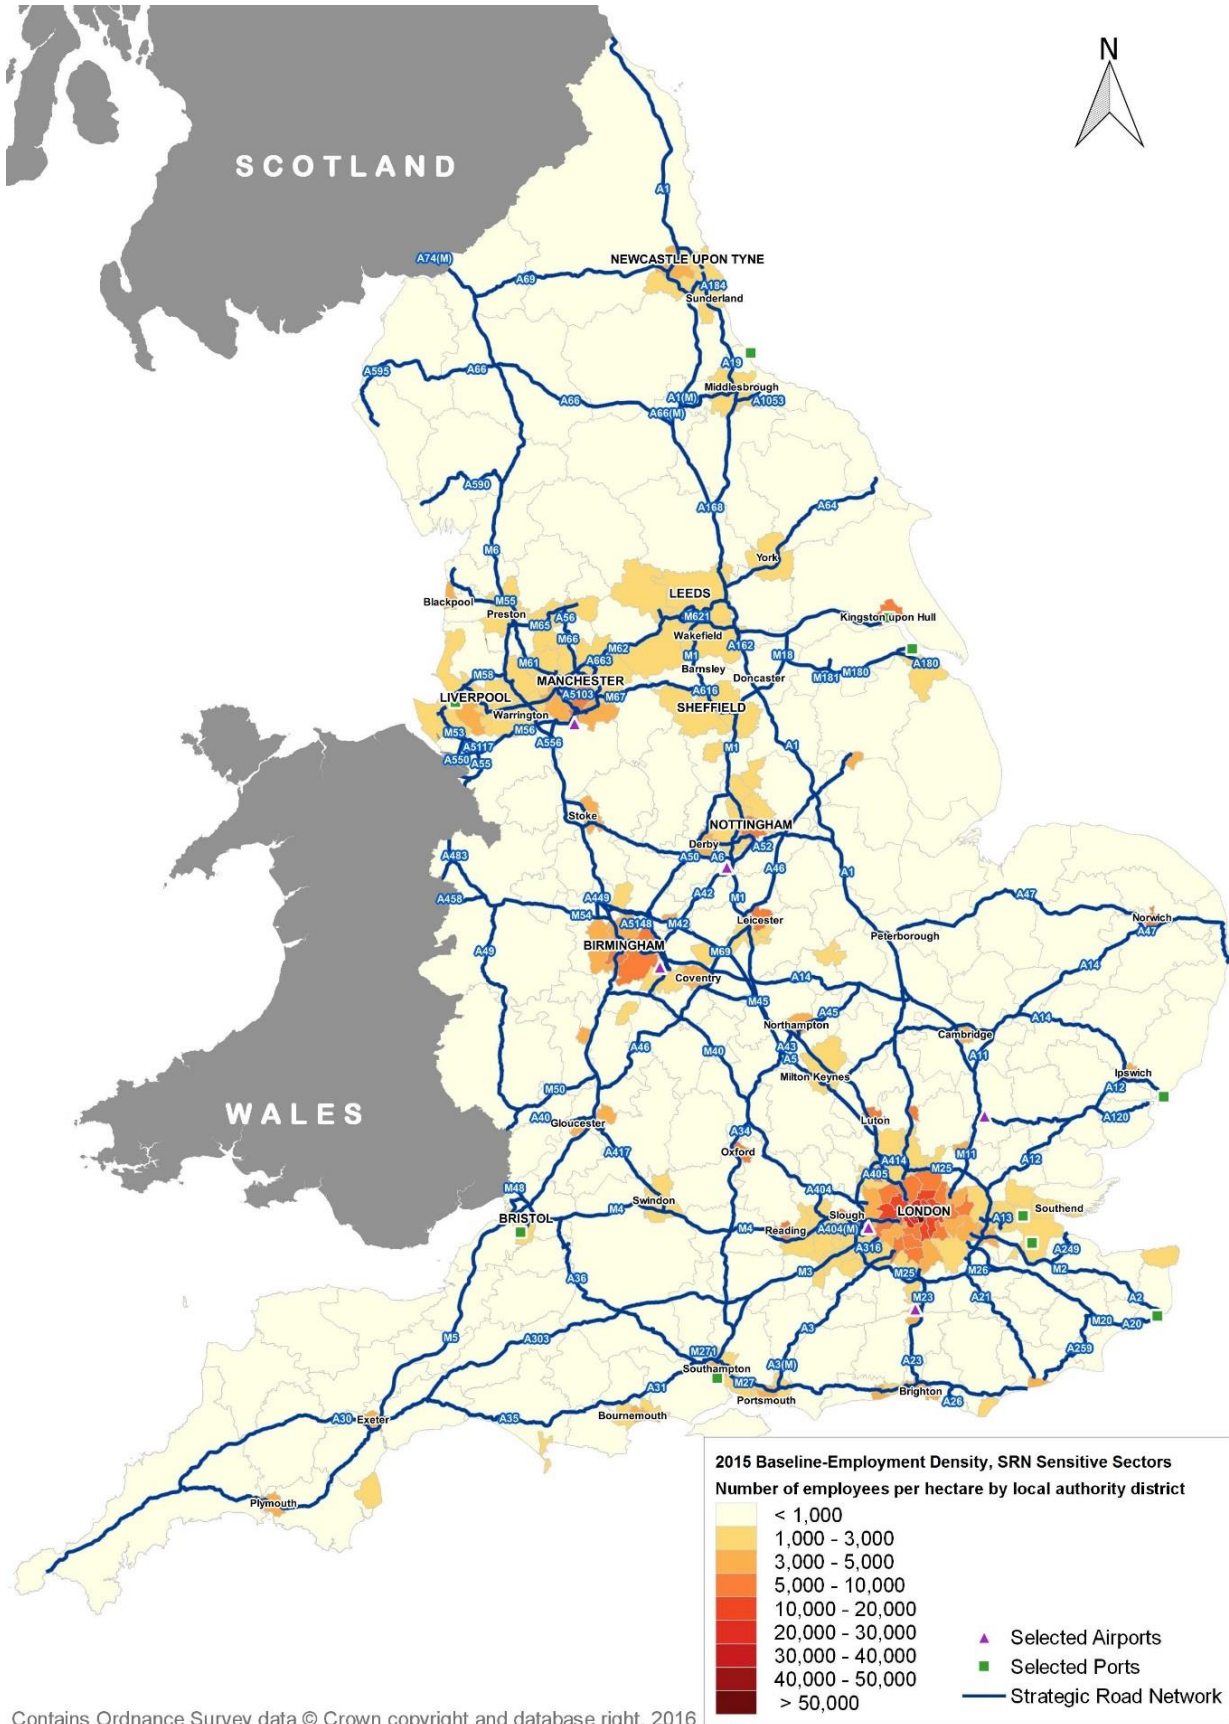 N
SCOTLAND
A1
A74(M)
NEWCASTLE UPON TYNE
A69
A184
Sunderland
A19
A595
A66
Middlesbrough
A66
A1(M)
A1053
A66(M)
A590
A168
A64
M6
York
LEEDS
Blackpool
M55
Preston
A56
M621
Kingston upon Hull
M65
M66
Wakefield
A162
M62
M1
M18
M61
A663
Barnsley
A180
M58
MANCHESTER
Doncaster
M181
M180
LIVERPOOL
A5103
M67
A616
Warrington
SHEFFIELD
M53
M56
A556
A5117
M1
A1
A550
A55
Stoke
NOTTINGHAM
Derby
A52
A483
A50
A6
A46
A1
A458
A449
A42
M1
A47
M54
A5148
M42
Leicester
Norwich
BIRMINGHAM
Peterborough
A47
A49
M69
Coventry
A14
A14
M45
A45
A14
Northampton
Cambridge
A46
M40
A43
A5
A11
Milton Keynes
Ipswich
M50
A12
WALES
A40
Gloucester
Luton
A120
A34
A417
Oxford
A414
M11
A12
A405
M25
M48
A404
Swindon
BRISTOL
M4
Slough
LONDON
Southend
A13
M4
Reading
A404(M)
A249
A316
A36
M3
M25
M26
M2
M23
A21
A2
M5
A303
A3
M20
A20
M271
A23
A259
Southampton
A3(M)
M27
A31
Portsmouth
Brighton
A26
A30
Exeter
A35
Bournemouth
Plymouth
2015 Baseline-Employment Density, SRN Sensitive Sectors
Number of employees per hectare by local authority district
< 1,000
1,000 - 3,000
3,000 - 5,000
5,000 - 10,000
10,000 - 20,000
20,000 - 30,000
30,000 - 40,000
40,000 - 50,000
> 50,000
Selected Airports
Selected Ports
Strategic Road Network
Contains Ordnance Survey data © Crown copyright and database right, 2016